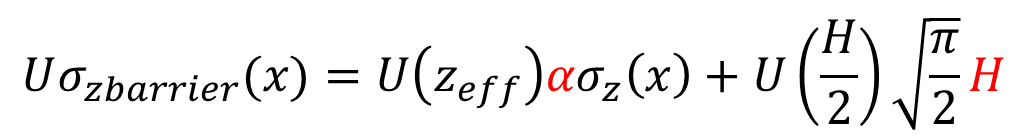 Uσ_{zbarrier}(x) = U(z_{eff})ασ_z(x) + U(H/2)√(π/2)H